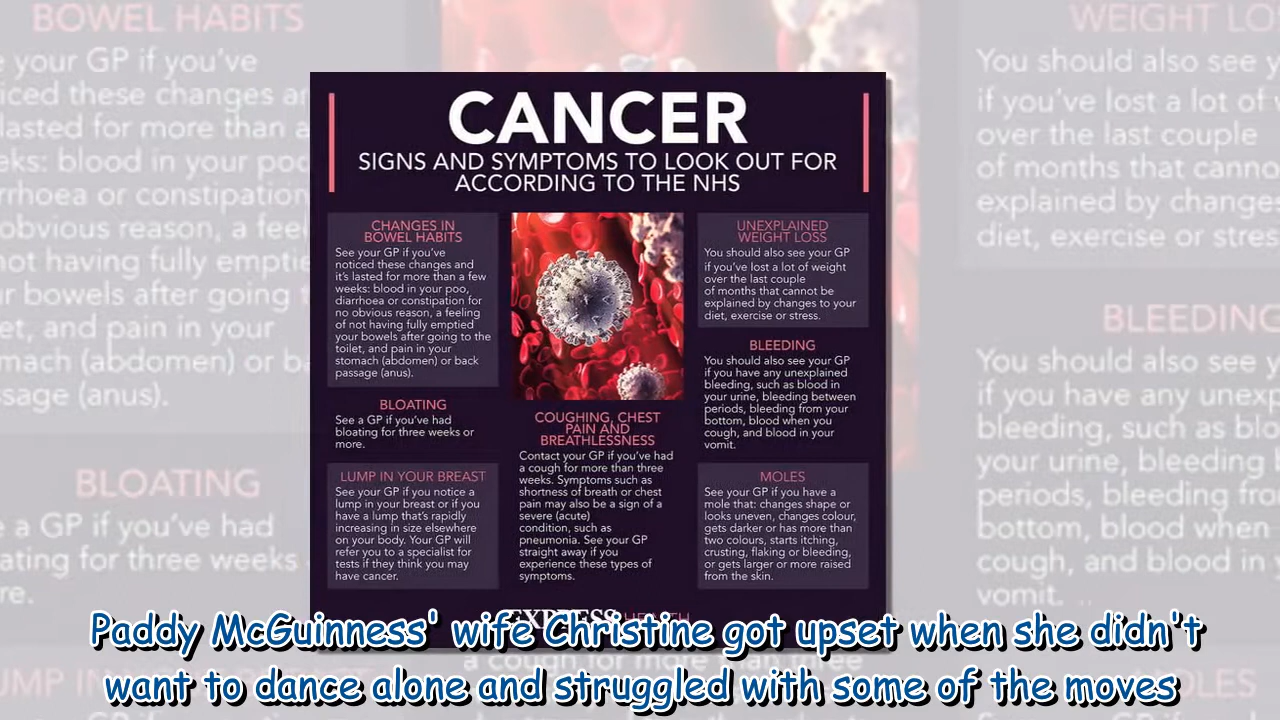 CANCER
SIGNS AND SYMPTOMS TO LOOK OUT FOR
ACCORDING TO THE NHS
CHANGES IN
BOWEL HABITS
See your GP if you've
noticed these changes and
it's lasted for more than a few
weeks: blood in your poo,
diarrhoea or constipation for
no obvious reason, a feeling
of not having fully emptied
your bowels after going to the
toilet, and pain in your
stomach (abdomen) or back
passage (anus).
BLOATING
See a GP if you've had
bloating for three weeks or
more.
LUMP IN YOUR BREAST
See your GP if you notice a
lump in your breast or if you
have a lump that's rapidly
increasing in size elsewhere
on your body. Your GP will
refer you to a specialist for
tests if they think you may
have cancer.
COUGHING, CHEST
PAIN AND
BREATHLESSNESS
Contact your GP if you've had
a cough for more than three
weeks. Symptoms such as
shortness of breath or chest
pain may also be a sign of a
severe (acute)
condition, such as
pneumonia. See your GP
straight away if you
experience these types of
symptoms.
UNEXPLAINED
WEIGHT LOSS
You should also see your GP
if you've lost a lot of weight
over the last couple
of months that cannot be
explained by changes to your
diet, exercise or stress.
BLEEDING
You should also see your GP
if you have any unexplained
bleeding, such as blood in
your urine, bleeding between
periods, bleeding from your
bottom, blood when you
cough, and blood in your
vomit.
MOLES
See your GP if you have a
mole that: changes shape or
looks uneven, changes colour,
gets darker or has more than
two colours, starts itching,
crusting, flaking or bleeding,
or gets larger or more raised
from the skin.
EXPRESS HEALTH
Paddy McGuinness' wife Christine got upset when she didn't
want to dance alone and struggled with some of the moves